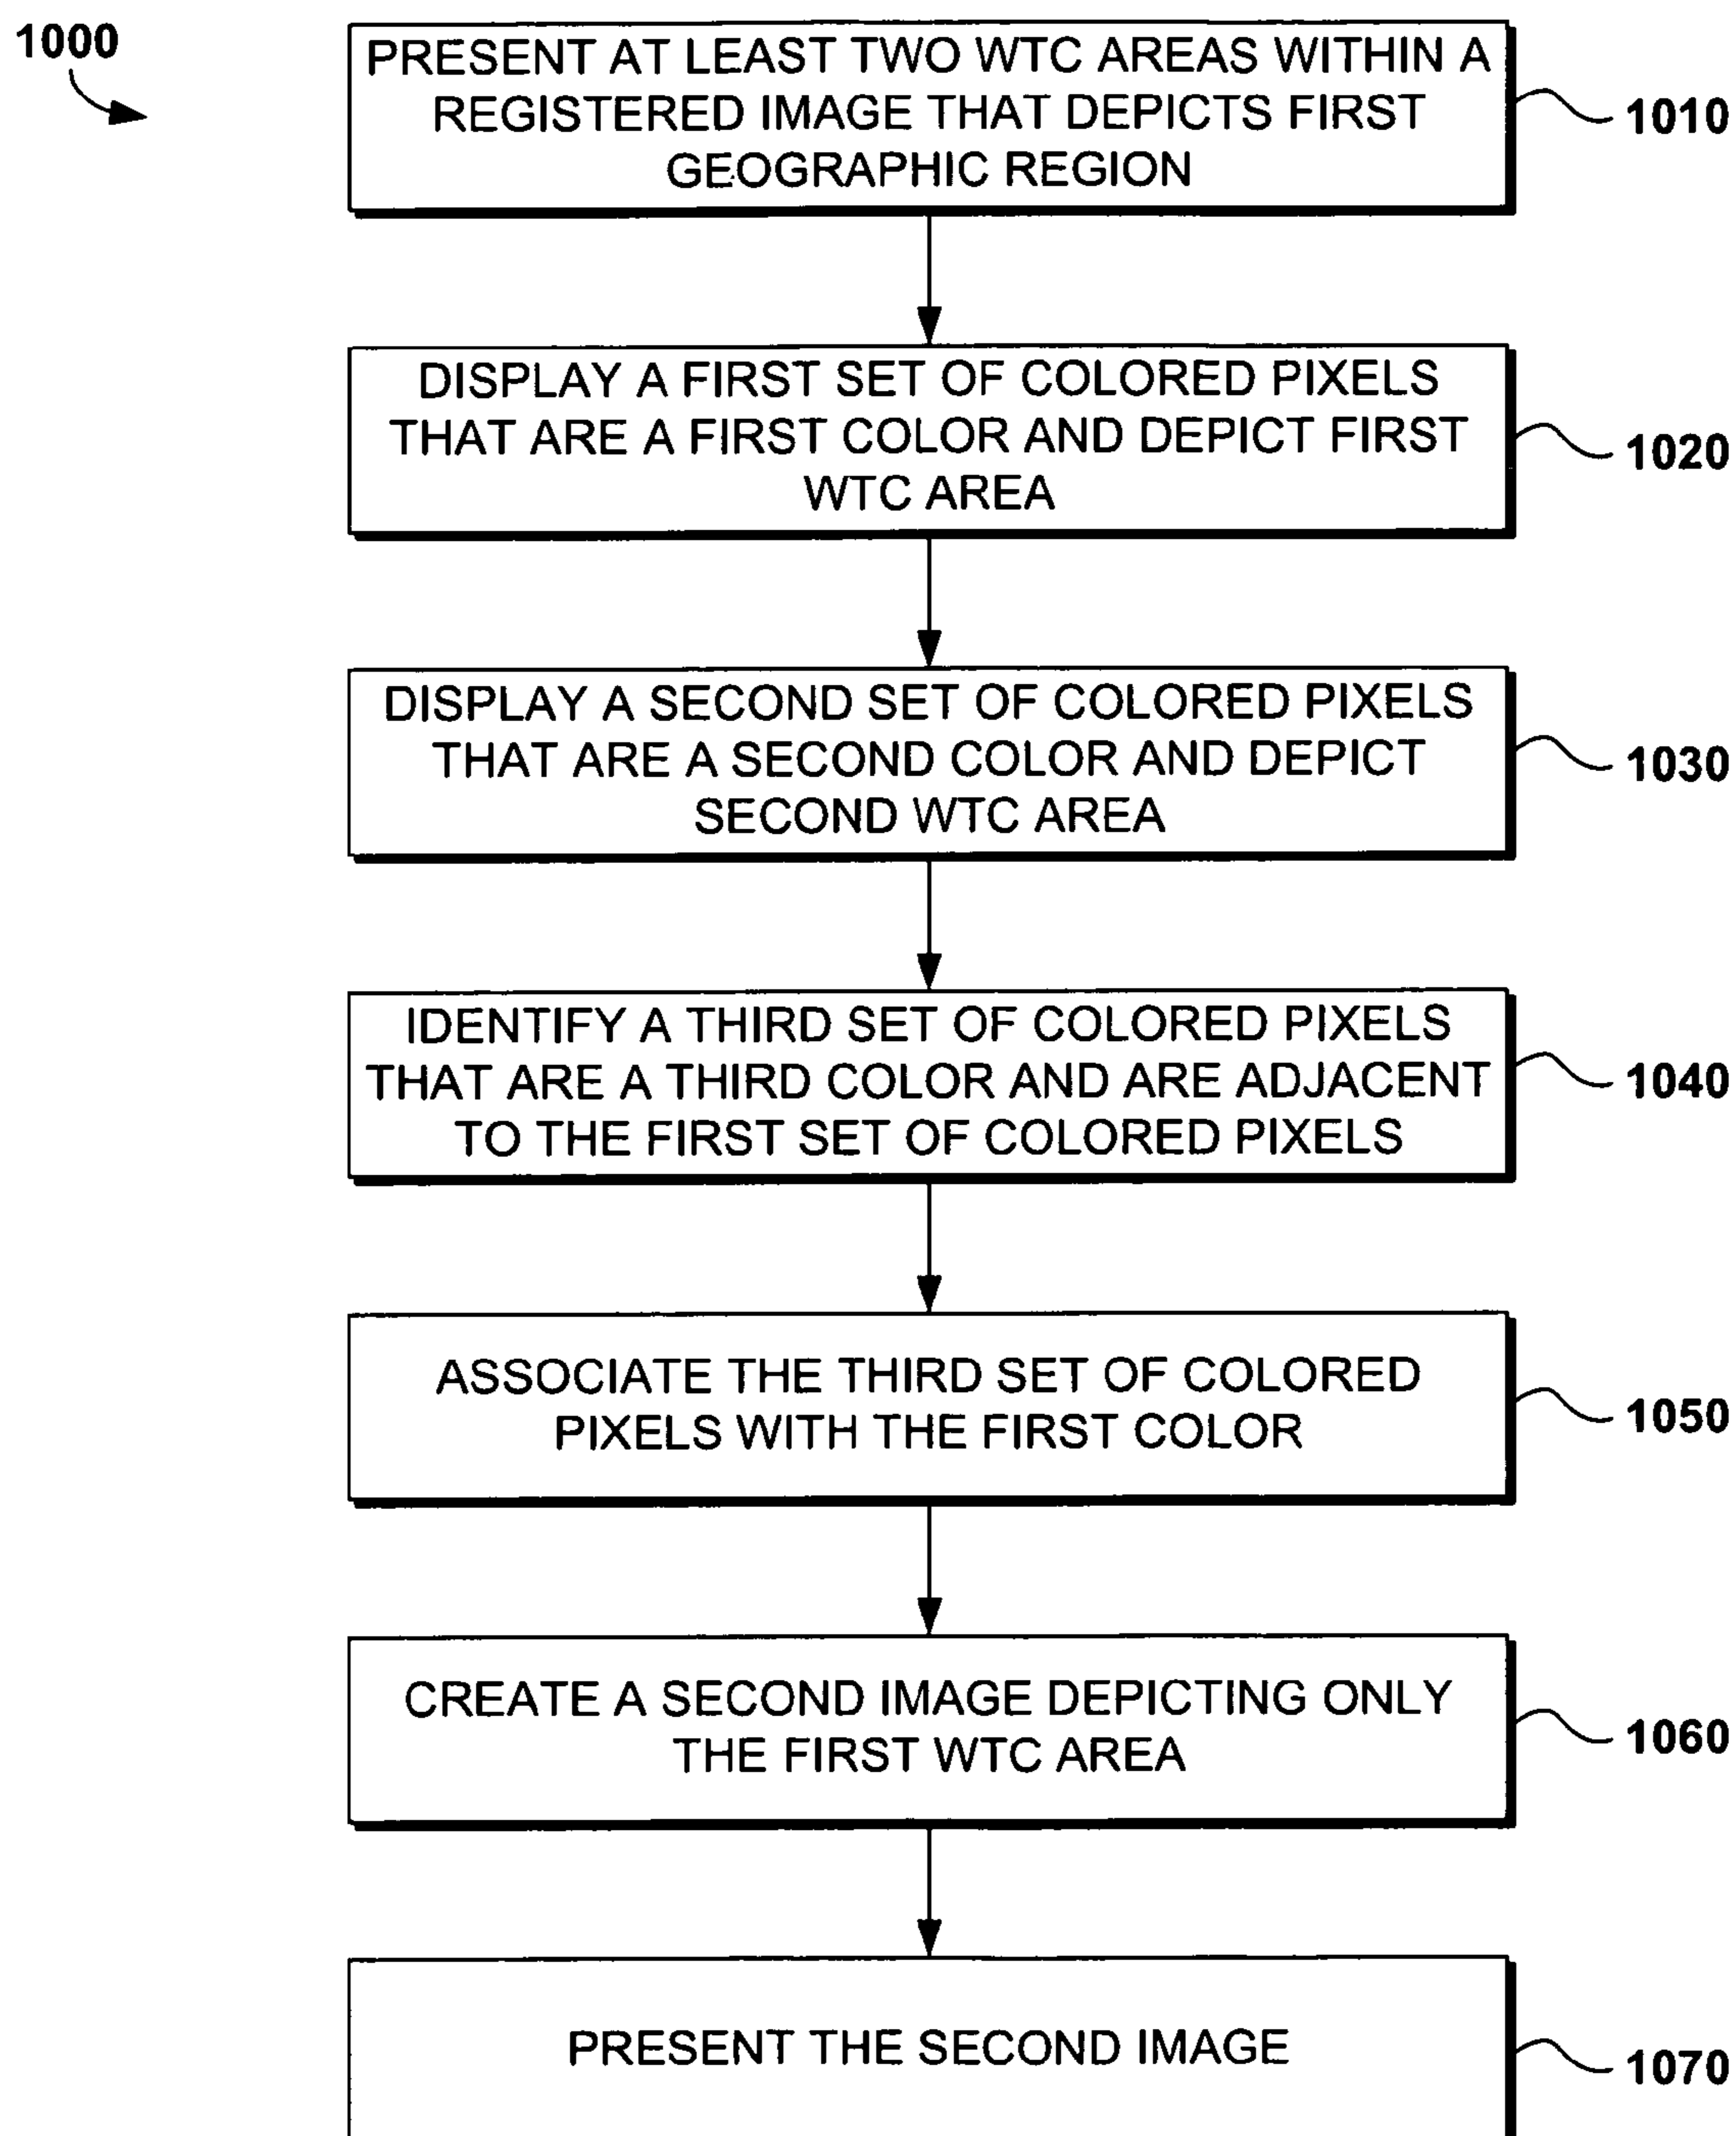 1000
PRESENT AT LEAST TWO WTC AREAS WITHIN A
REGISTERED IMAGE THAT DEPICTS FIRST
GEOGRAPHIC REGION
1010
DISPLAY A FIRST SET OF COLORED PIXELS
THAT ARE A FIRST COLOR AND DEPICT FIRST
WTC AREA
1020
DISPLAY A SECOND SET OF COLORED PIXELS
THAT ARE A SECOND COLOR AND DEPICT
SECOND WTC AREA
1030
IDENTIFY A THIRD SET OF COLORED PIXELS
THAT ARE A THIRD COLOR AND ARE ADJACENT
TO THE FIRST SET OF COLORED PIXELS
1040
ASSOCIATE THE THIRD SET OF COLORED
PIXELS WITH THE FIRST COLOR
1050
CREATE A SECOND IMAGE DEPICTING ONLY
THE FIRST WTC AREA
1060
PRESENT THE SECOND IMAGE
1070